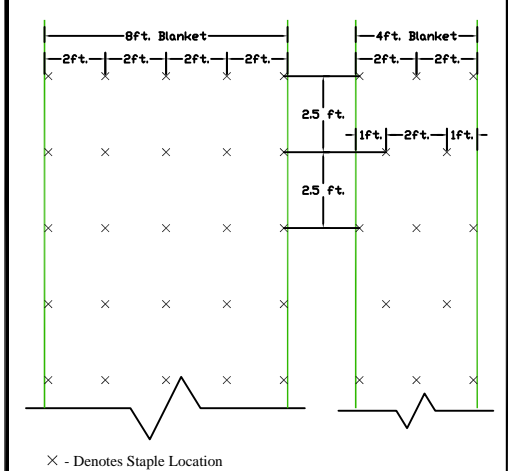 8ft. Blanket
4ft. Blanket
2ft. 2ft. 2ft. 2ft.
2ft. 2ft.
2.5 ft.
1ft. 2ft. 1ft.
2.5 ft.
× - Denotes Staple Location